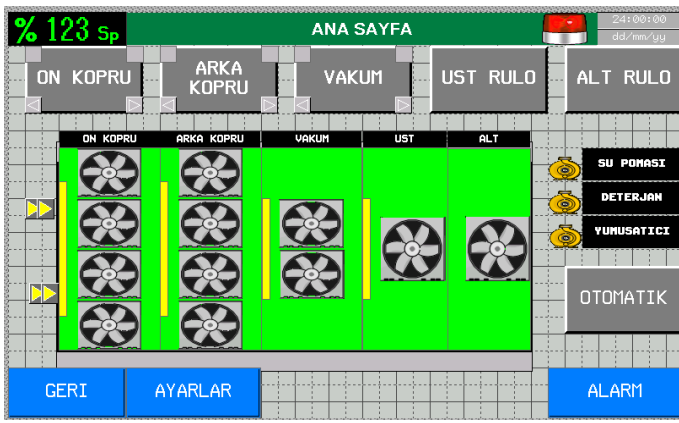 % 123 Sp
ANA SAYFA
24:00:00
dd/mm/yy
ON KOPRU
ARKA
KOPRU
VAKUM
UST RULO
ALT RULO
ON KOPRU
ARKA KOPRU
VAKUM
UST
ALT
SU POMASI
DETERJAN
YUMUSATICI
OTOMATIK
GERI
AYARLAR
ALARM